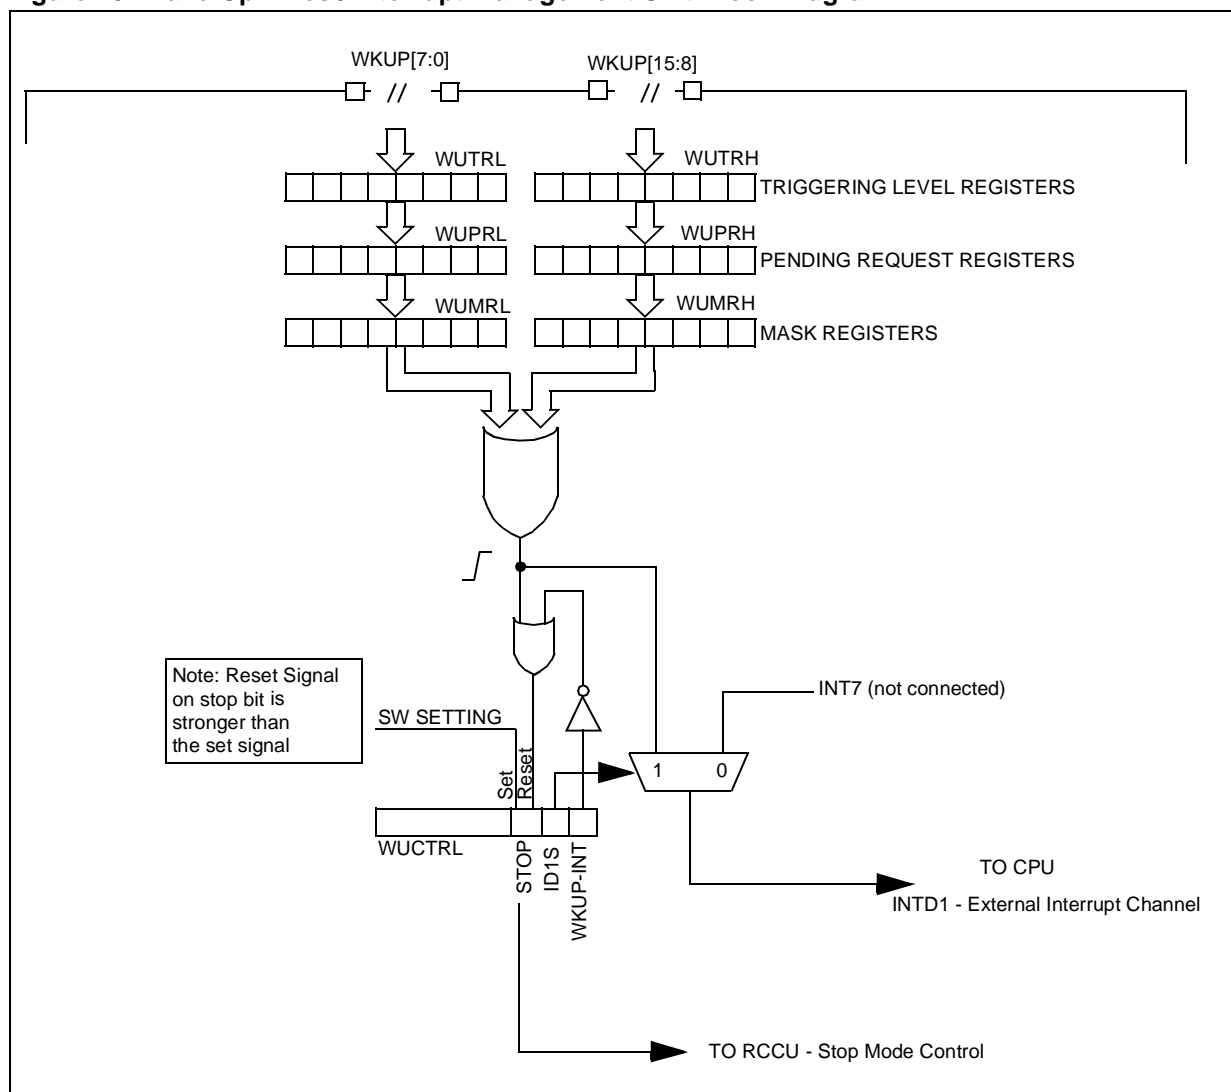 WKUP[7:0]
WKUP[15:8]
WUTRL
WUTRH
TRIGGERING LEVEL REGISTERS
WUPRL
WUPRH
PENDING REQUEST REGISTERS
WUMRL
WUMRH
MASK REGISTERS
Note: Reset Signal
on stop bit is
stronger than
the set signal
INT7 (not connected)
SW SETTING
Set
Reset
1
0
WUCTRL
STOP
ID1S
WKUP-INT
TO CPU
INTD1 - External Interrupt Channel
TO RCCU - Stop Mode Control